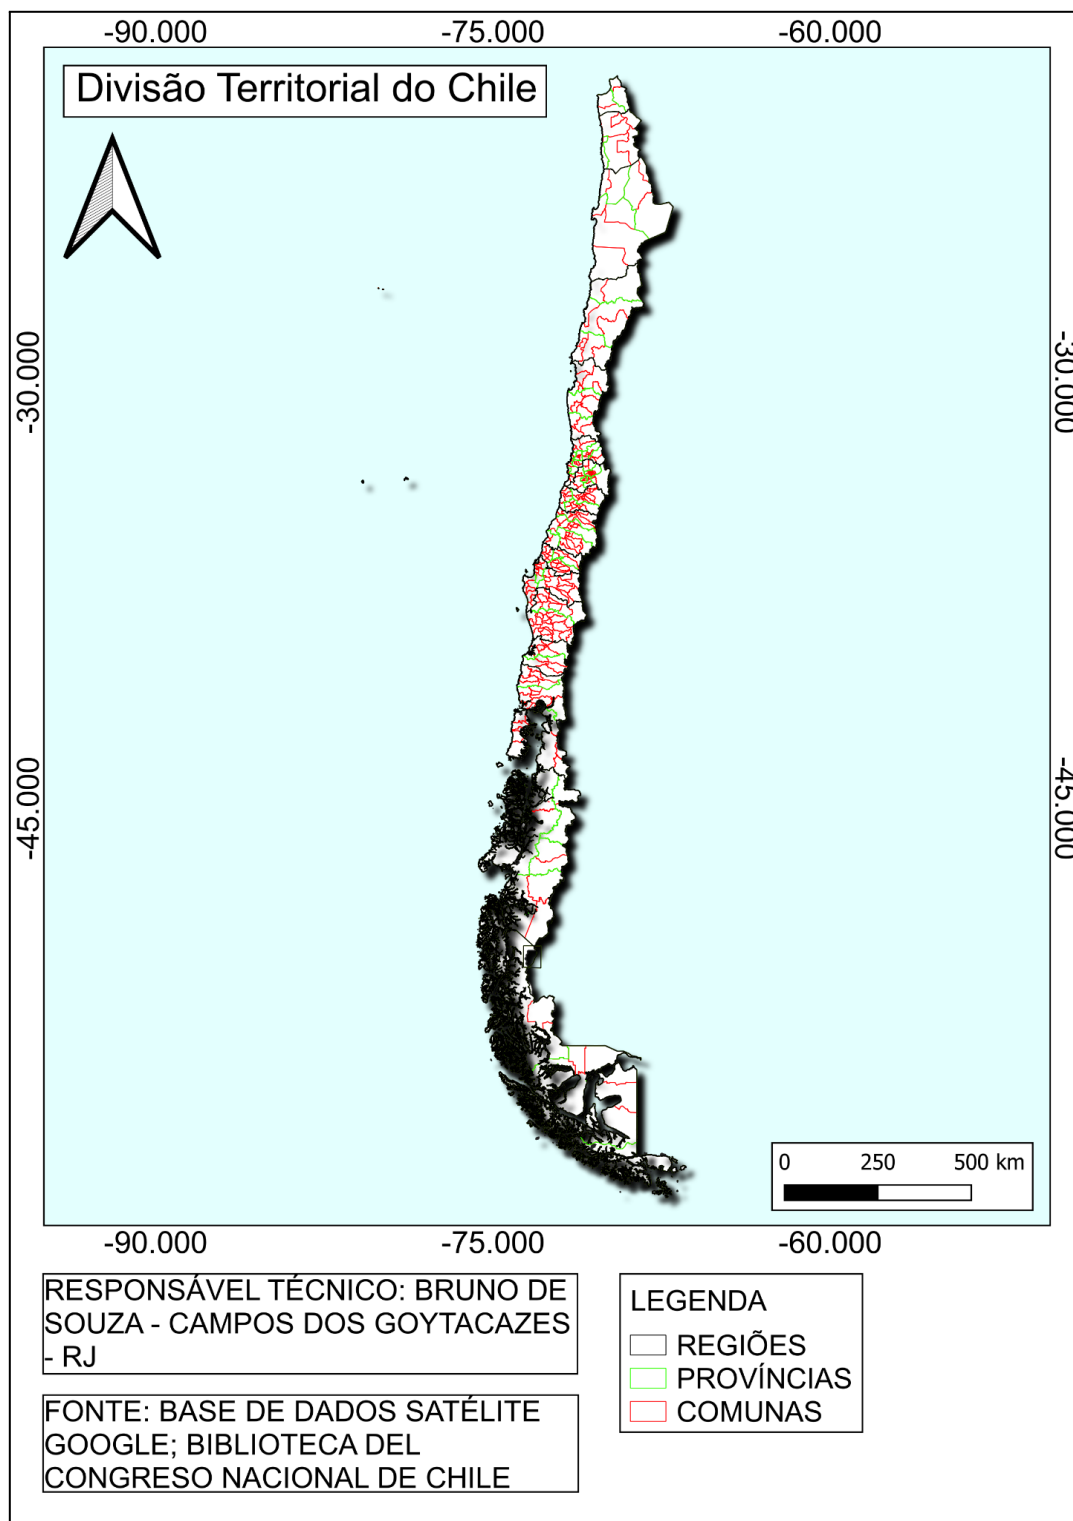 -90.000 -75.000 -60.000
Divisão Territorial do Chile
-30.000 -30.000
-45.000 -45.000
0 250 500 km
-90.000 -75.000 -60.000
RESPONSÁVEL TÉCNICO: BRUNO DE
SOUZA - CAMPOS DOS GOYTACAZES
- RJ
FONTE: BASE DE DADOS SATÉLITE
GOOGLE; BIBLIOTECA DEL
CONGRESO NACIONAL DE CHILE
LEGENDA
REGIÕES
PROVÍNCIAS
COMUNAS